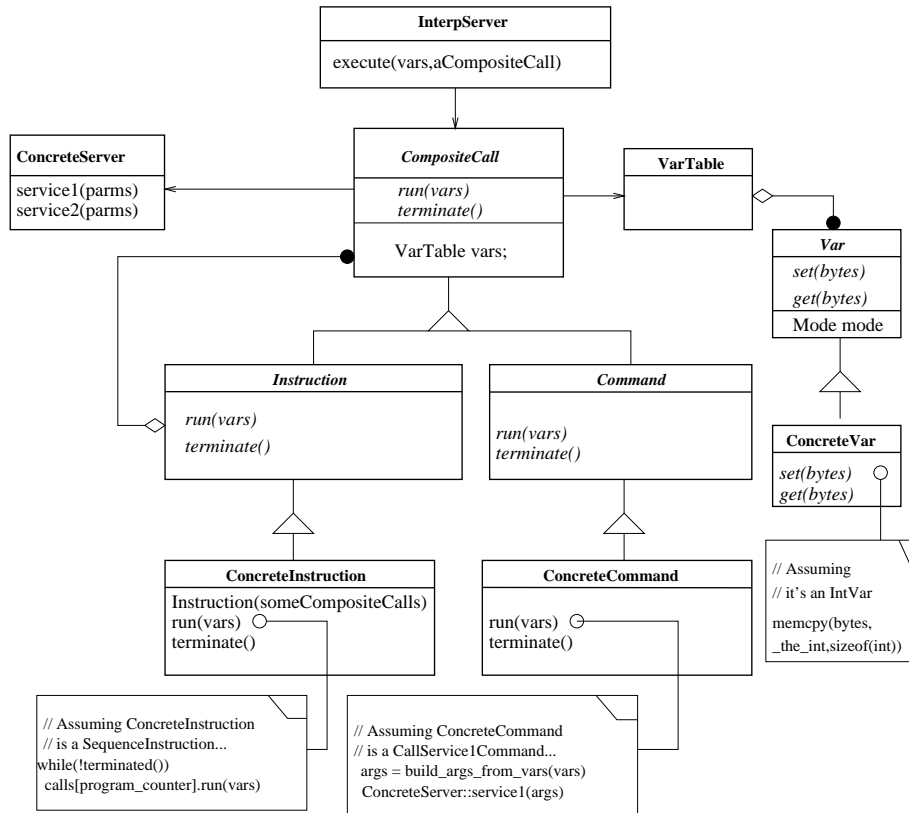 InterpServer
execute(vars,aCompositeCall)
ConcreteServer
service1(parms)
service2(parms)
CompositeCall
run(vars)
terminate()
VarTable vars;
VarTable
Var
set(bytes)
get(bytes)
Mode mode
Instruction
run(vars)
terminate()
Command
run(vars)
terminate()
ConcreteVar
set(bytes)
get(bytes)
ConcreteInstruction
Instruction(someCompositeCalls)
run(vars)
terminate()
ConcreteCommand
run(vars)
terminate()
// Assuming
// it's an IntVar
memcpy(bytes,
_the_int,sizeof(int))
// Assuming ConcreteInstruction
// is a SequenceInstruction...
while(!terminated())
calls[program_counter].run(vars)
// Assuming ConcreteCommand
// is a CallService1Command...
args = build_args_from_vars(vars)
ConcreteServer::service1(args)